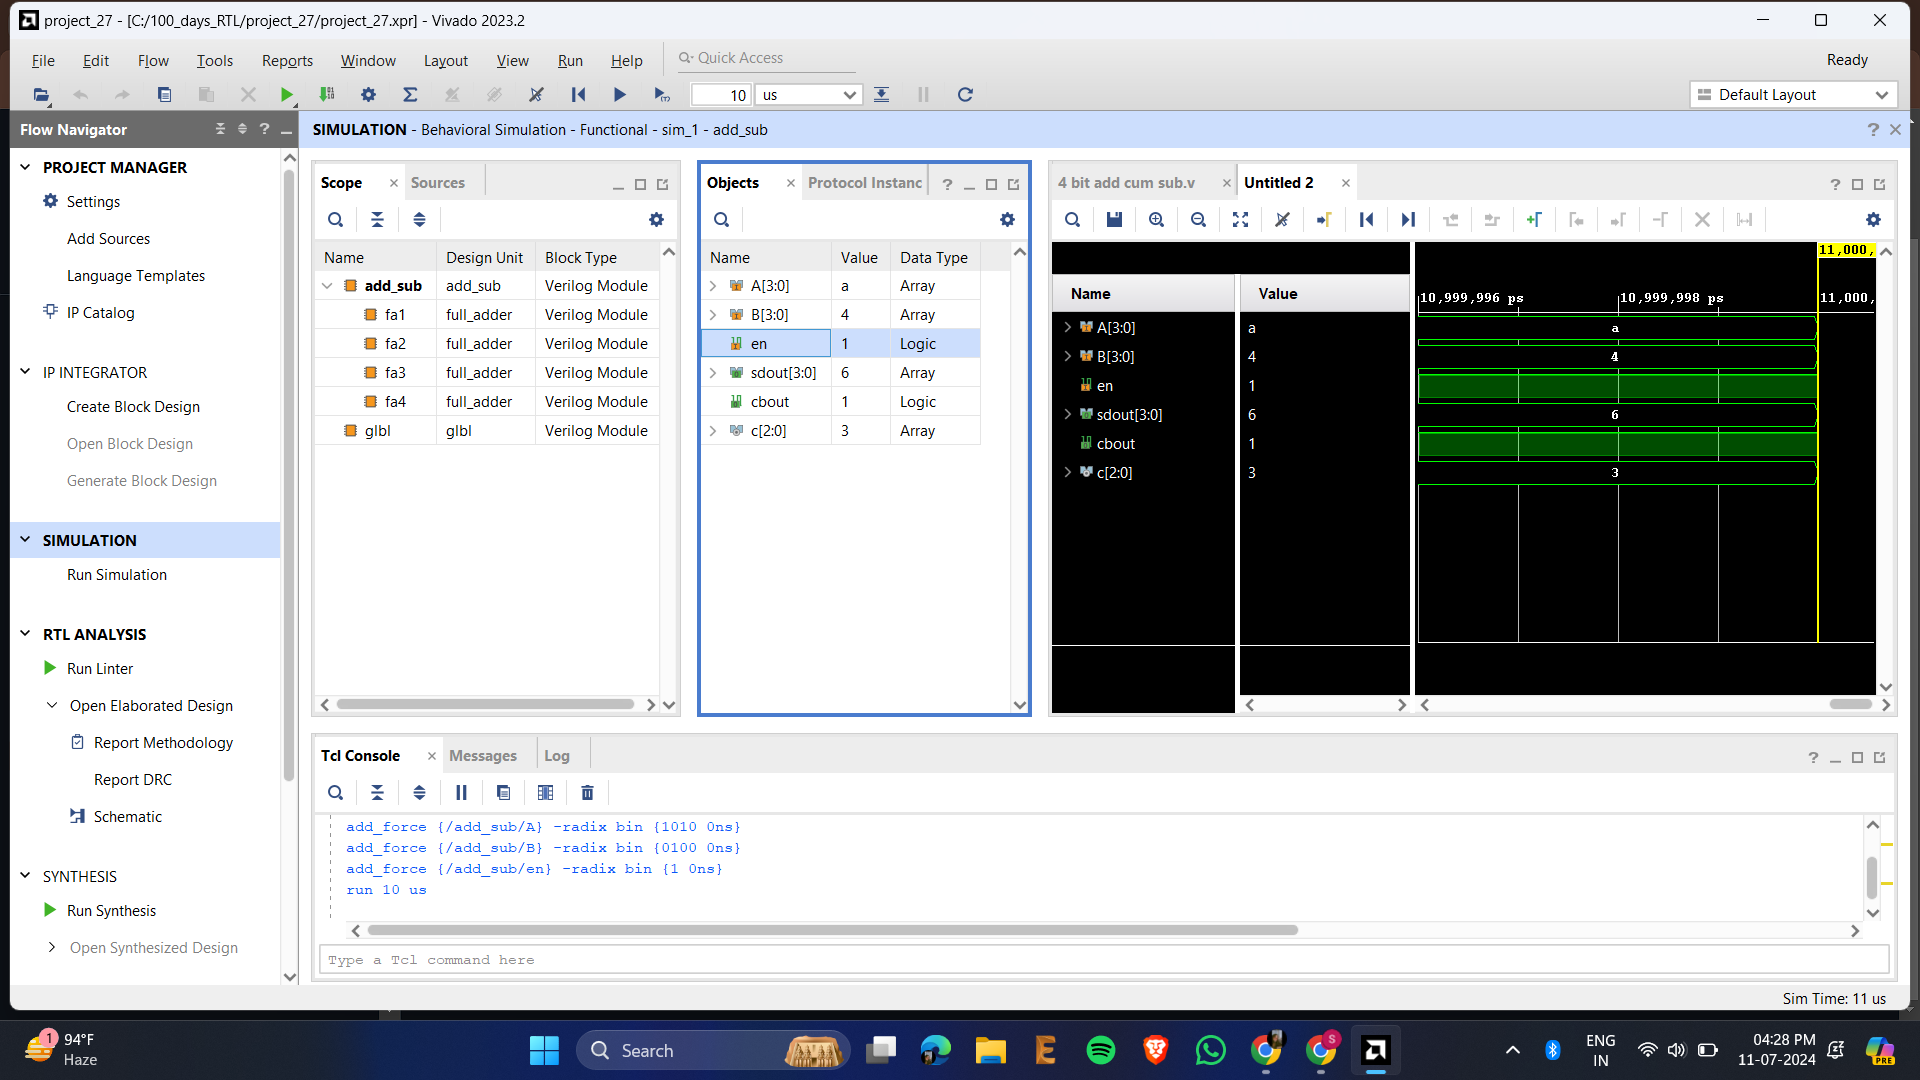 project_27 - [C:/100_days_RTL/project_27/project_27.xpr] - Vivado 2023.2
File Edit Flow Tools Reports Window Layout View Run Help Quick Access Ready
10 us Default Layout
Flow Navigator
PROJECT MANAGER
Settings
Add Sources
Language Templates
IP Catalog
IP INTEGRATOR
Create Block Design
Open Block Design
Generate Block Design
SIMULATION
Run Simulation
RTL ANALYSIS
Run Linter
Open Elaborated Design
Report Methodology
Report DRC
Schematic
SYNTHESIS
Run Synthesis
Open Synthesized Design
SIMULATION - Behavioral Simulation - Functional - sim_1 - add_sub
Scope Sources
Name Design Unit Block Type
add_sub add_sub Verilog Module
fa1 full_adder Verilog Module
fa2 full_adder Verilog Module
fa3 full_adder Verilog Module
fa4 full_adder Verilog Module
glbl glbl Verilog Module
Objects Protocol Instanc
Name Value Data Type
A[3:0] a Array
B[3:0] 4 Array
en 1 Logic
sdout[3:0] 6 Array
cbout 1 Logic
c[2:0] 3 Array
4 bit add cum sub.v Untitled 2
11,000,
Name Value 10,999,996 ps 10,999,998 ps 11,000,
A[3:0] a a
B[3:0] 4 4
en 1
sdout[3:0] 6 6
cbout 1
c[2:0] 3 3
Tcl Console Messages Log
add_force {/add_sub/A} -radix bin {1010 0ns}
add_force {/add_sub/B} -radix bin {0100 0ns}
add_force {/add_sub/en} -radix bin {1 0ns}
run 10 us
Type a Tcl command here
Sim Time: 11 us
1 94°F
Haze
Search
S
ENG
IN
04:28 PM
11-07-2024
PRE